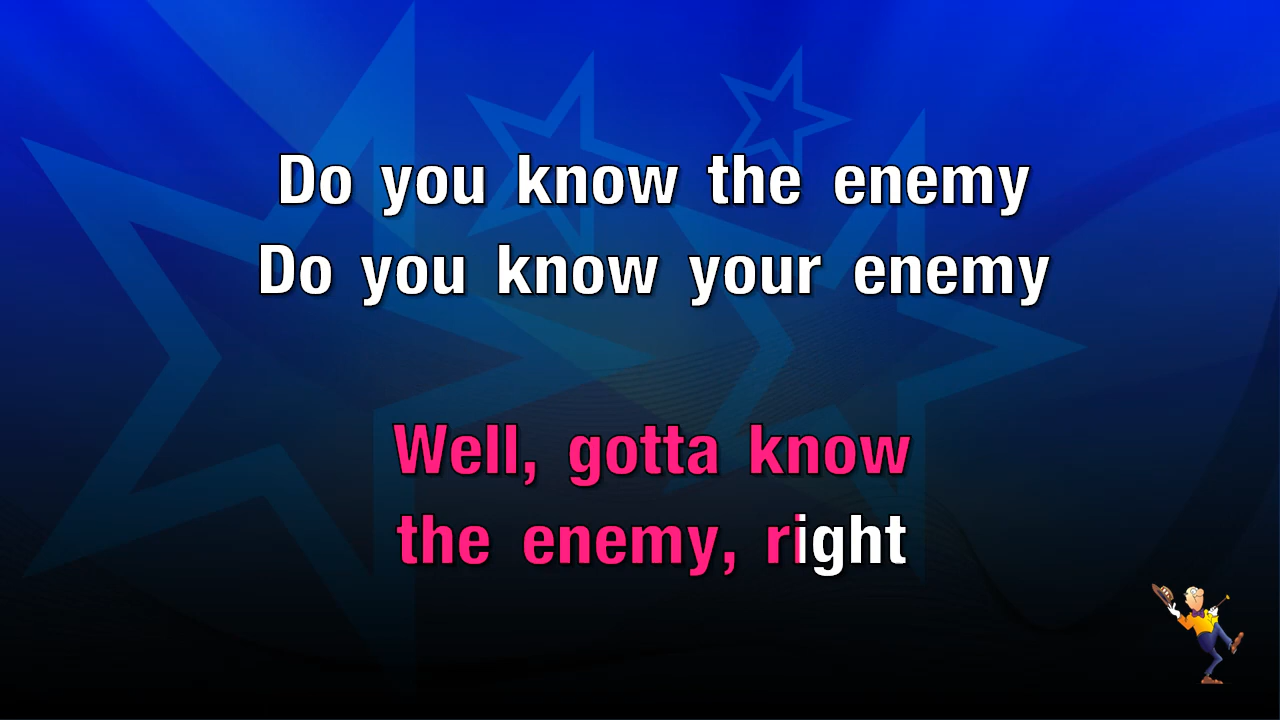 Do you know the enemy
Do you know your enemy
Well, gotta know
the enemy, right